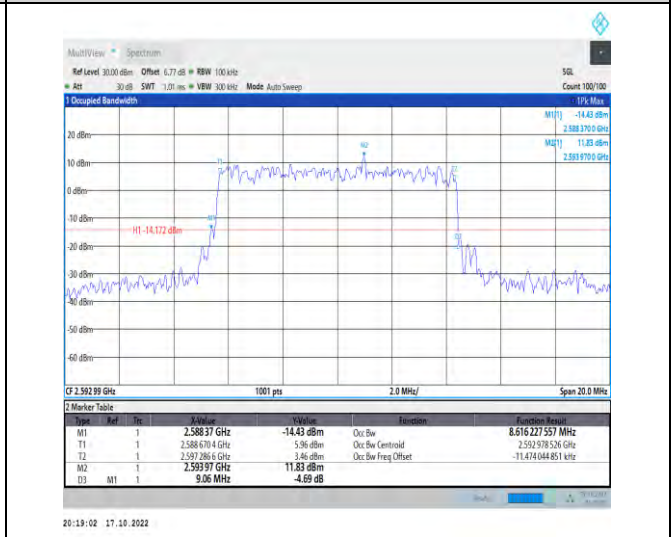 MultiView Spectrum
Ref Level 30.00 dBm Offset 6.77 dB RBW 100 kHz SGL
Att 30 dB SWT 1.01 ms VBW 300 kHz Mode Auto Sweep Count 100/100
1 Occupied Bandwidth 1Pk Max
M1[1] -14.43 dBm
2.588 370 0 GHz
M2[1] 11.83 dBm
2.593 970 0 GHz
20 dBm
M2
10 dBm
T1
T2
0 dBm
-10 dBm
M1
H1 -14.172 dBm
D3
-20 dBm
-30 dBm
-40 dBm
-50 dBm
-60 dBm
CF 2.592 99 GHz 1001 pts 2.0 MHz/ Span 20.0 MHz
2 Marker Table
Type Ref Trc X-Value Y-Value Function Function Result
M1 1 2.588 37 GHz -14.43 dBm Occ Bw 8.616 227 557 MHz
T1 1 2.588 670 4 GHz 5.96 dBm Occ Bw Centroid 2.592 978 526 GHz
T2 1 2.597 286 6 GHz 3.46 dBm Occ Bw Freq Offset -11.474 044 851 kHz
M2 1 2.593 97 GHz 11.83 dBm
D3 M1 1 9.06 MHz -4.69 dB
20:19:02 17.10.2022